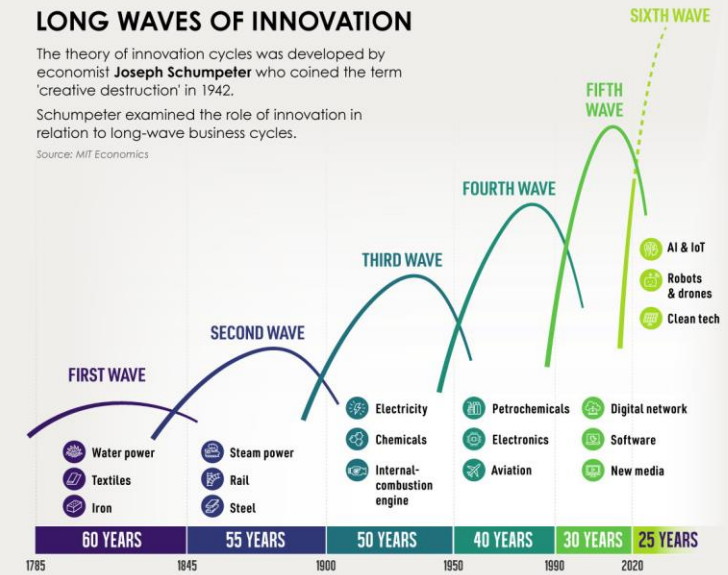 LONG WAVES OF INNOVATION
The theory of innovation cycles was developed by
economist Joseph Schumpeter who coined the term
'creative destruction' in 1942.
Schumpeter examined the role of innovation in
relation to long-wave business cycles.
Source: MIT Economics
SIXTH WAVE
FIFTH
WAVE
FOURTH WAVE
THIRD WAVE
SECOND WAVE
FIRST WAVE
Water power
Textiles
Iron
Steam power
Rail
Steel
Electricity
Chemicals
Internal-
combustion
engine
Petrochemicals
Electronics
Aviation
Digital network
Software
New media
AI & IoT
Robots
& drones
Clean tech
60 YEARS
55 YEARS
50 YEARS
40 YEARS
30 YEARS
25 YEARS
1785
1845
1900
1950
1990
2020